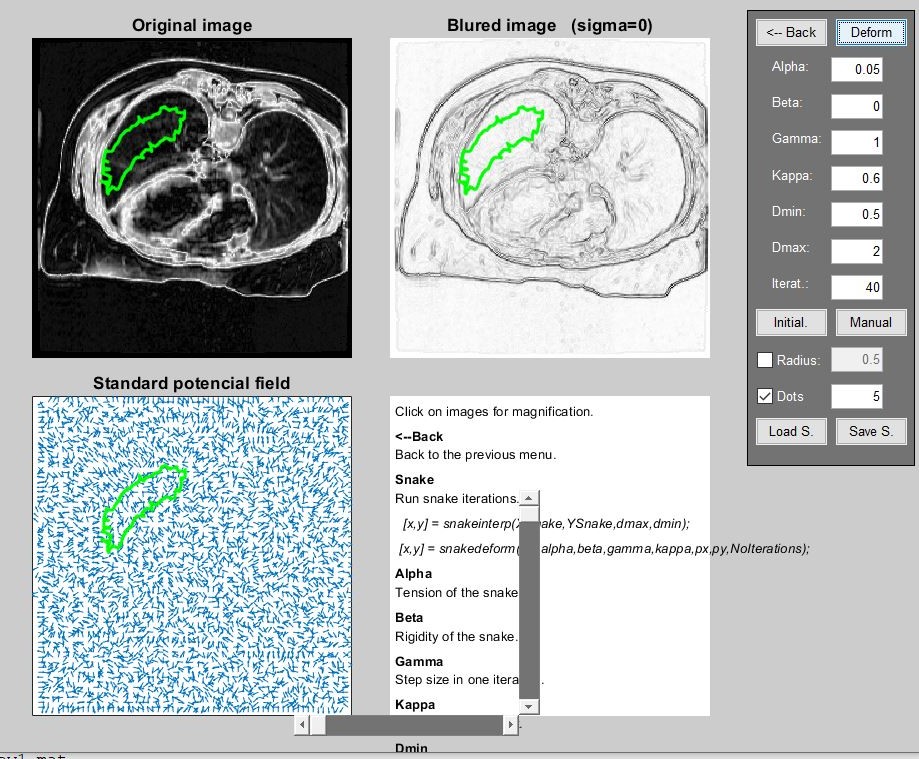 Original image
Blured image (sigma=0)
<-- Back
Deform
Alpha:
0.05
Beta:
0
Gamma:
1
Kappa:
0.6
Dmin:
0.5
Dmax:
2
Iterat.:
40
Initial.
Manual
Radius:
0.5
Dots
5
Load S.
Save S.
Standard potencial field
Click on images for magnification.
<--Back
Back to the previous menu.
Snake
Run snake iterations.
[x,y] = snakeinterp( ake,YSnake,dmax,dmin);
[x,y] = snakedeform( alpha,beta,gamma,kappa,px,py,NoIterations);
Alpha
Tension of the snake
Beta
Rigidity of the snake.
Gamma
Step size in one itera .
Kappa
Dmin